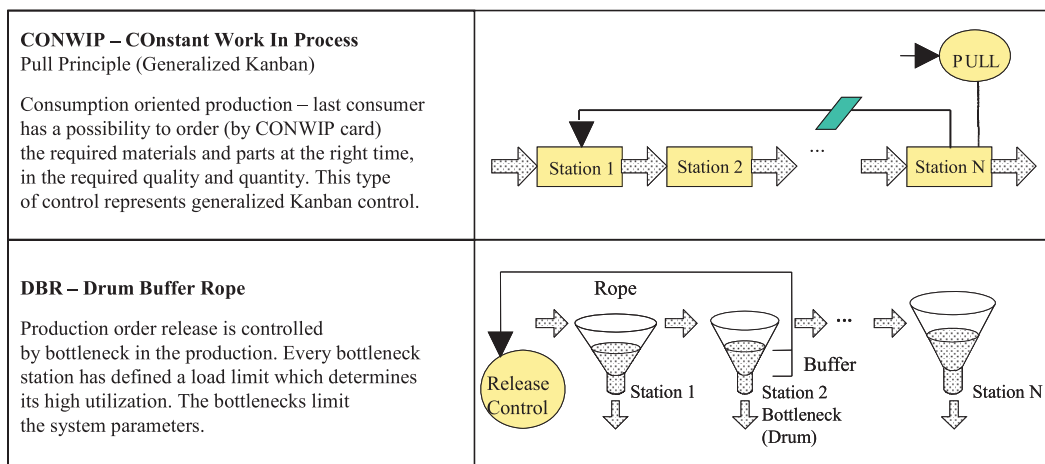 CONWIP – COnstant Work In Process
Pull Principle (Generalized Kanban)
Consumption oriented production – last consumer
has a possibility to order (by CONWIP card)
the required materials and parts at the right time,
in the required quality and quantity. This type
of control represents generalized Kanban control.
PULL
Station 1
Station 2
...
Station N
DBR – Drum Buffer Rope
Production order release is controlled
by bottleneck in the production. Every bottleneck
station has defined a load limit which determines
its high utilization. The bottlenecks limit
the system parameters.
Rope
...
Buffer
Release
Control
Station 1
Station 2
Bottleneck
(Drum)
Station N